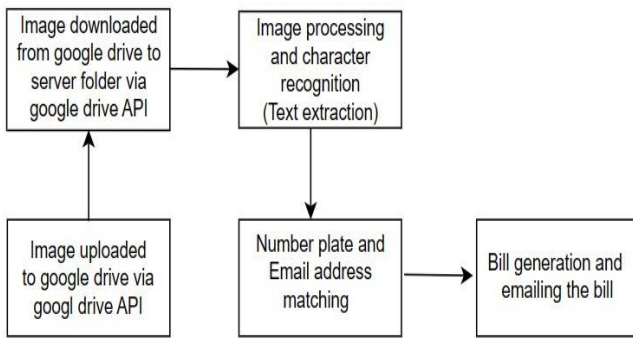 Image downloaded
from google drive to
server folder via
google drive API
Image processing
and character
recognition
(Text extraction)
Image uploaded
to google drive via
googl drive API
Number plate and
Email address
matching
Bill generation and
emailing the bill